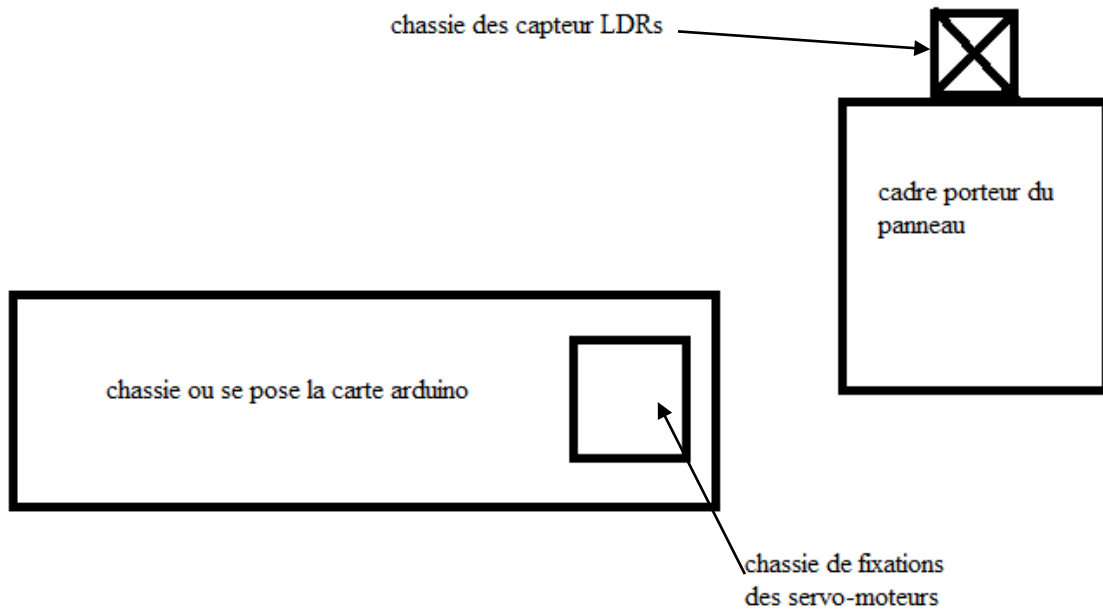 chassie des capteur LDRs
cadre porteur du
panneau
chassie ou se pose la carte arduino
chassie de fixations
des servo-moteurs